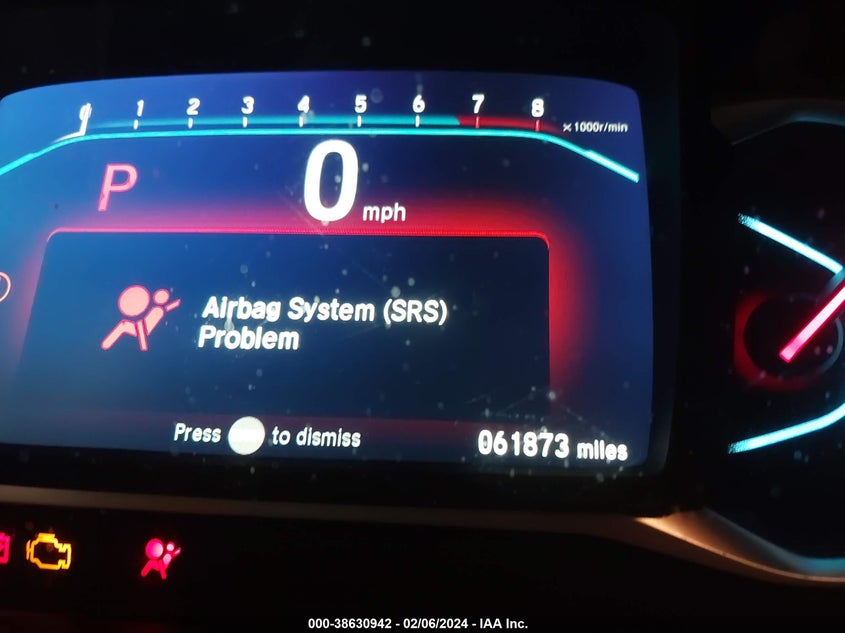 0 1 2 3 4 5 6 7 8 x1000r/min
P
0 mph
Airbag System (SRS)
Problem
Press to dismiss
061873 miles
000-38630942 - 02/06/2024 - IAA Inc.